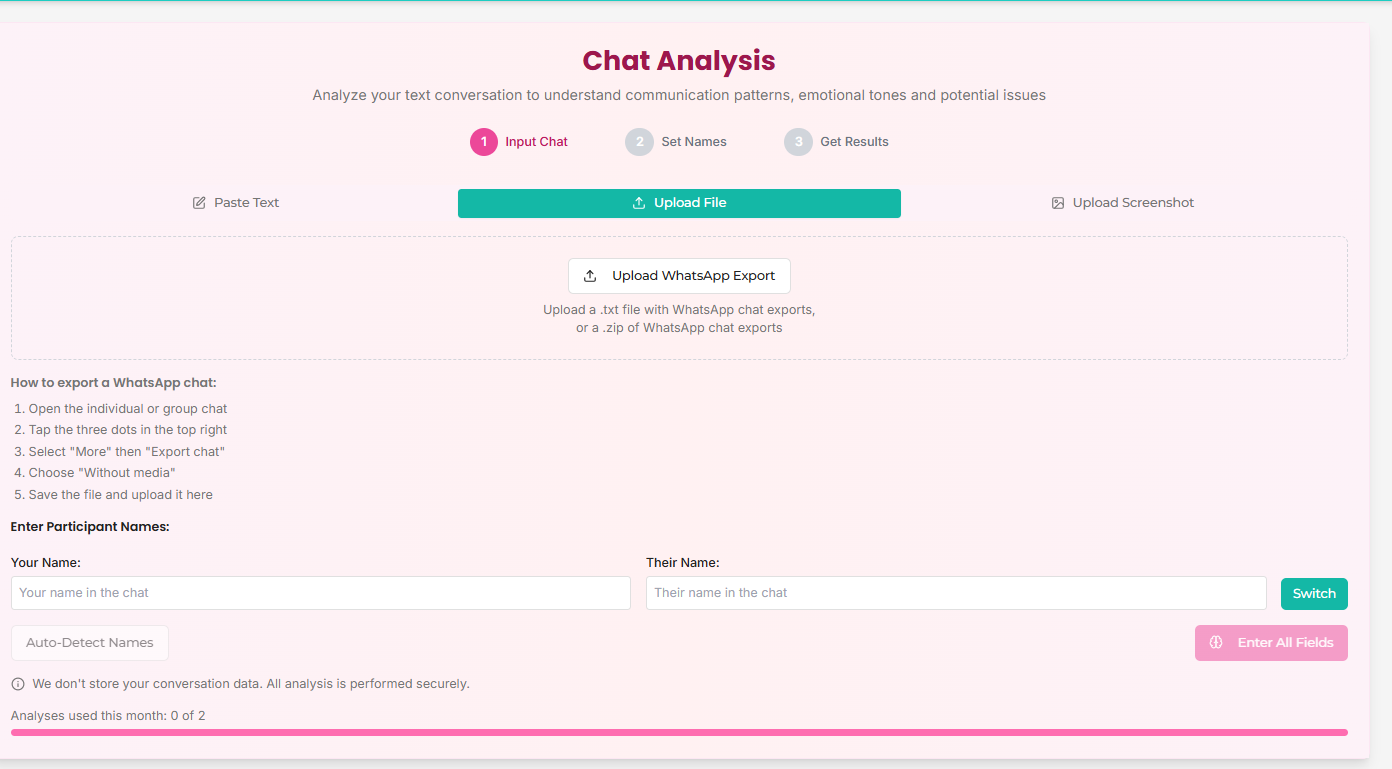 Chat Analysis
Analyze your text conversation to understand communication patterns, emotional tones and potential issues
1 Input Chat 2 Set Names 3 Get Results
Paste Text Upload File Upload Screenshot
Upload WhatsApp Export
Upload a .txt file with WhatsApp chat exports,
or a .zip of WhatsApp chat exports
How to export a WhatsApp chat:
1. Open the individual or group chat
2. Tap the three dots in the top right
3. Select "More" then "Export chat"
4. Choose "Without media"
5. Save the file and upload it here
Enter Participant Names:
Your Name: Their Name:
Your name in the chat Their name in the chat Switch
Auto-Detect Names Enter All Fields
We don't store your conversation data. All analysis is performed securely.
Analyses used this month: 0 of 2